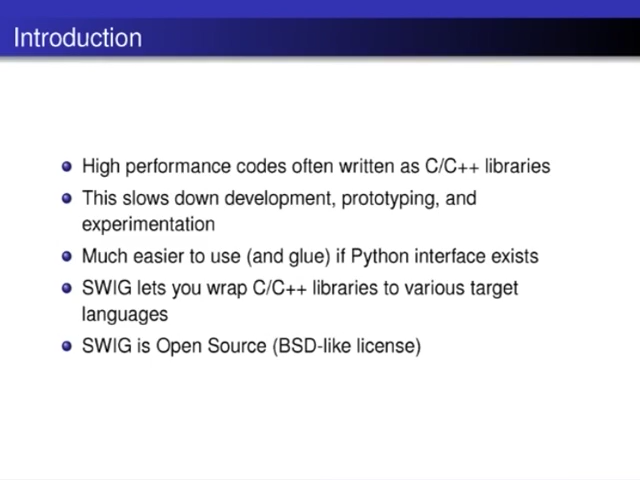 Introduction
High performance codes often written as C/C++ libraries
This slows down development, prototyping, and
experimentation
Much easier to use (and glue) if Python interface exists
SWIG lets you wrap C/C++ libraries to various target
languages
SWIG is Open Source (BSD-like license)